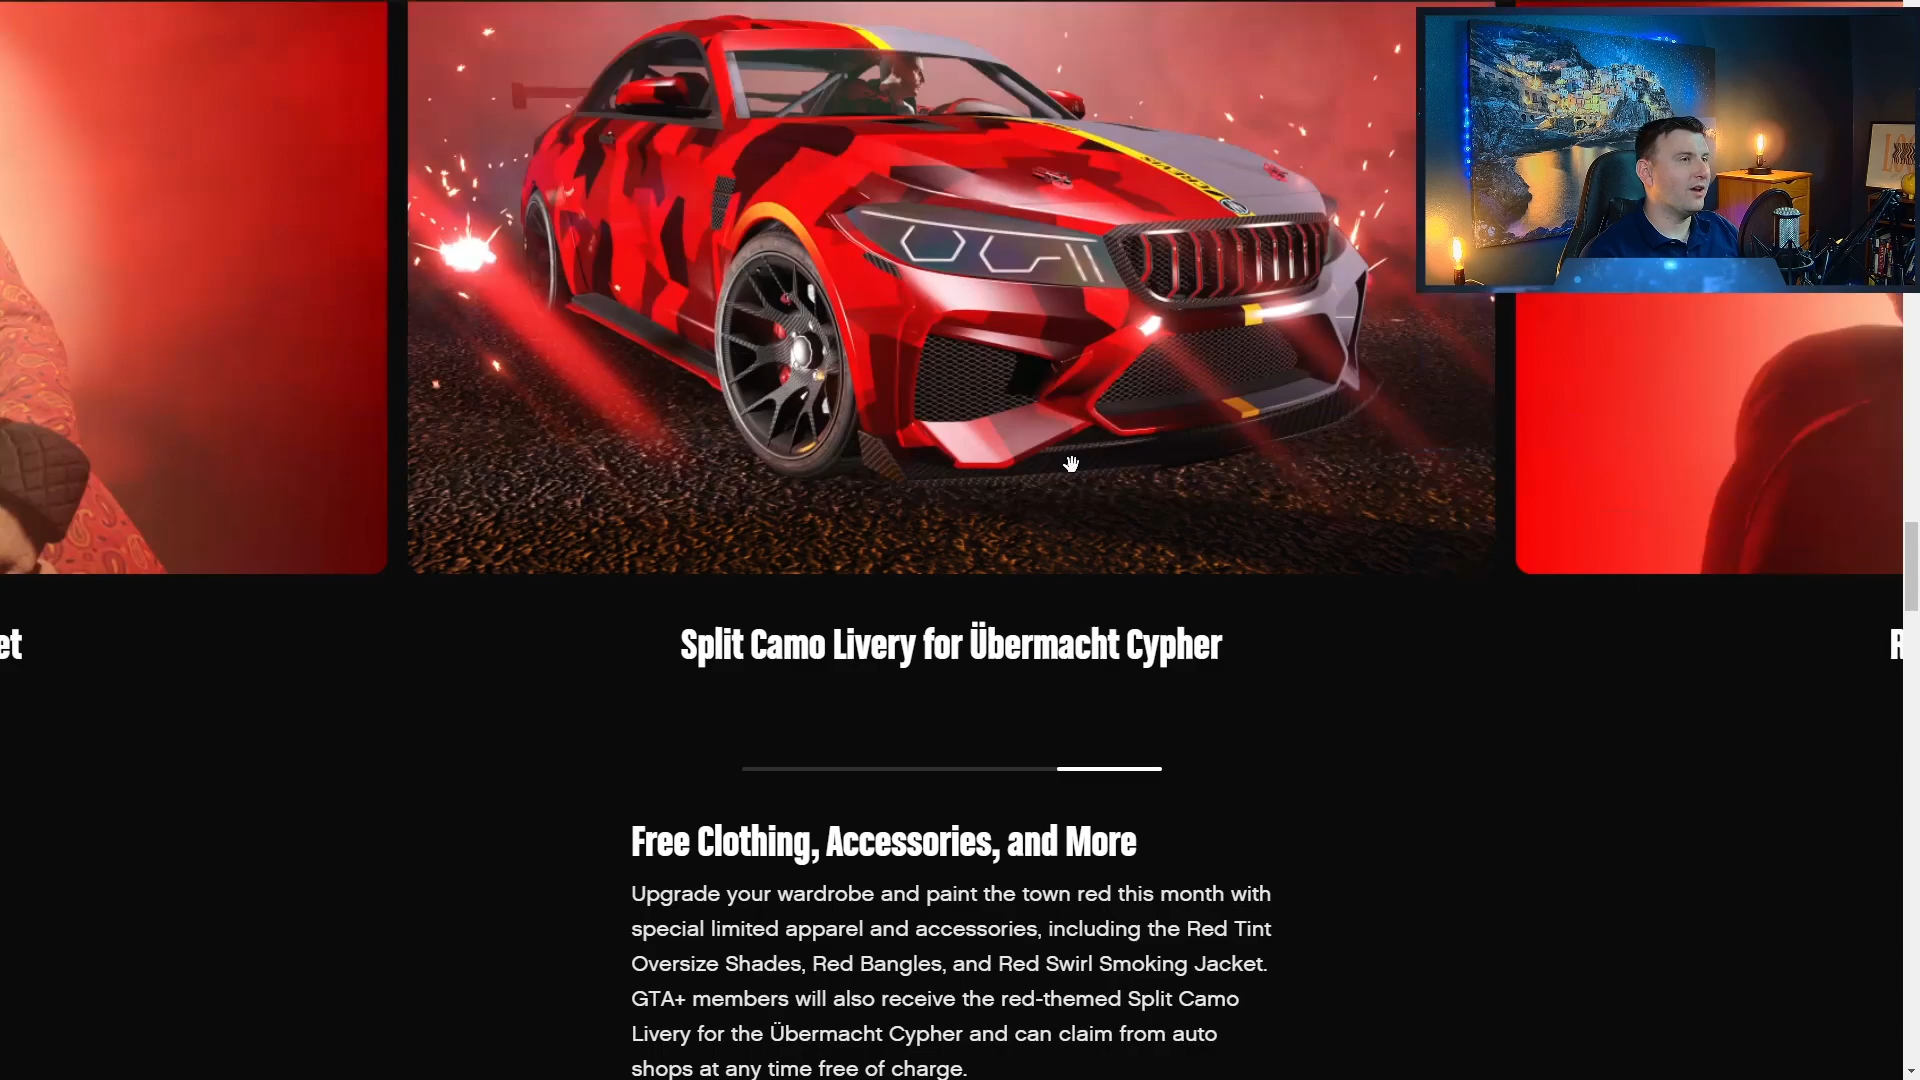 et
Split Camo Livery for Übermacht Cypher
R
Free Clothing, Accessories, and More
Upgrade your wardrobe and paint the town red this month with
special limited apparel and accessories, including the Red Tint
Oversize Shades, Red Bangles, and Red Swirl Smoking Jacket.
GTA+ members will also receive the red-themed Split Camo
Livery for the Übermacht Cypher and can claim from auto
shops at any time free of charge.